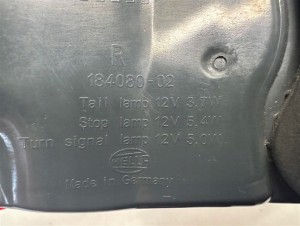 R
184080-02
Tail lamp 12V 3.7W
Stop lamp 12V 5.4W
Turn signal lamp 12V 5.0W
HELLA
Made in Germany